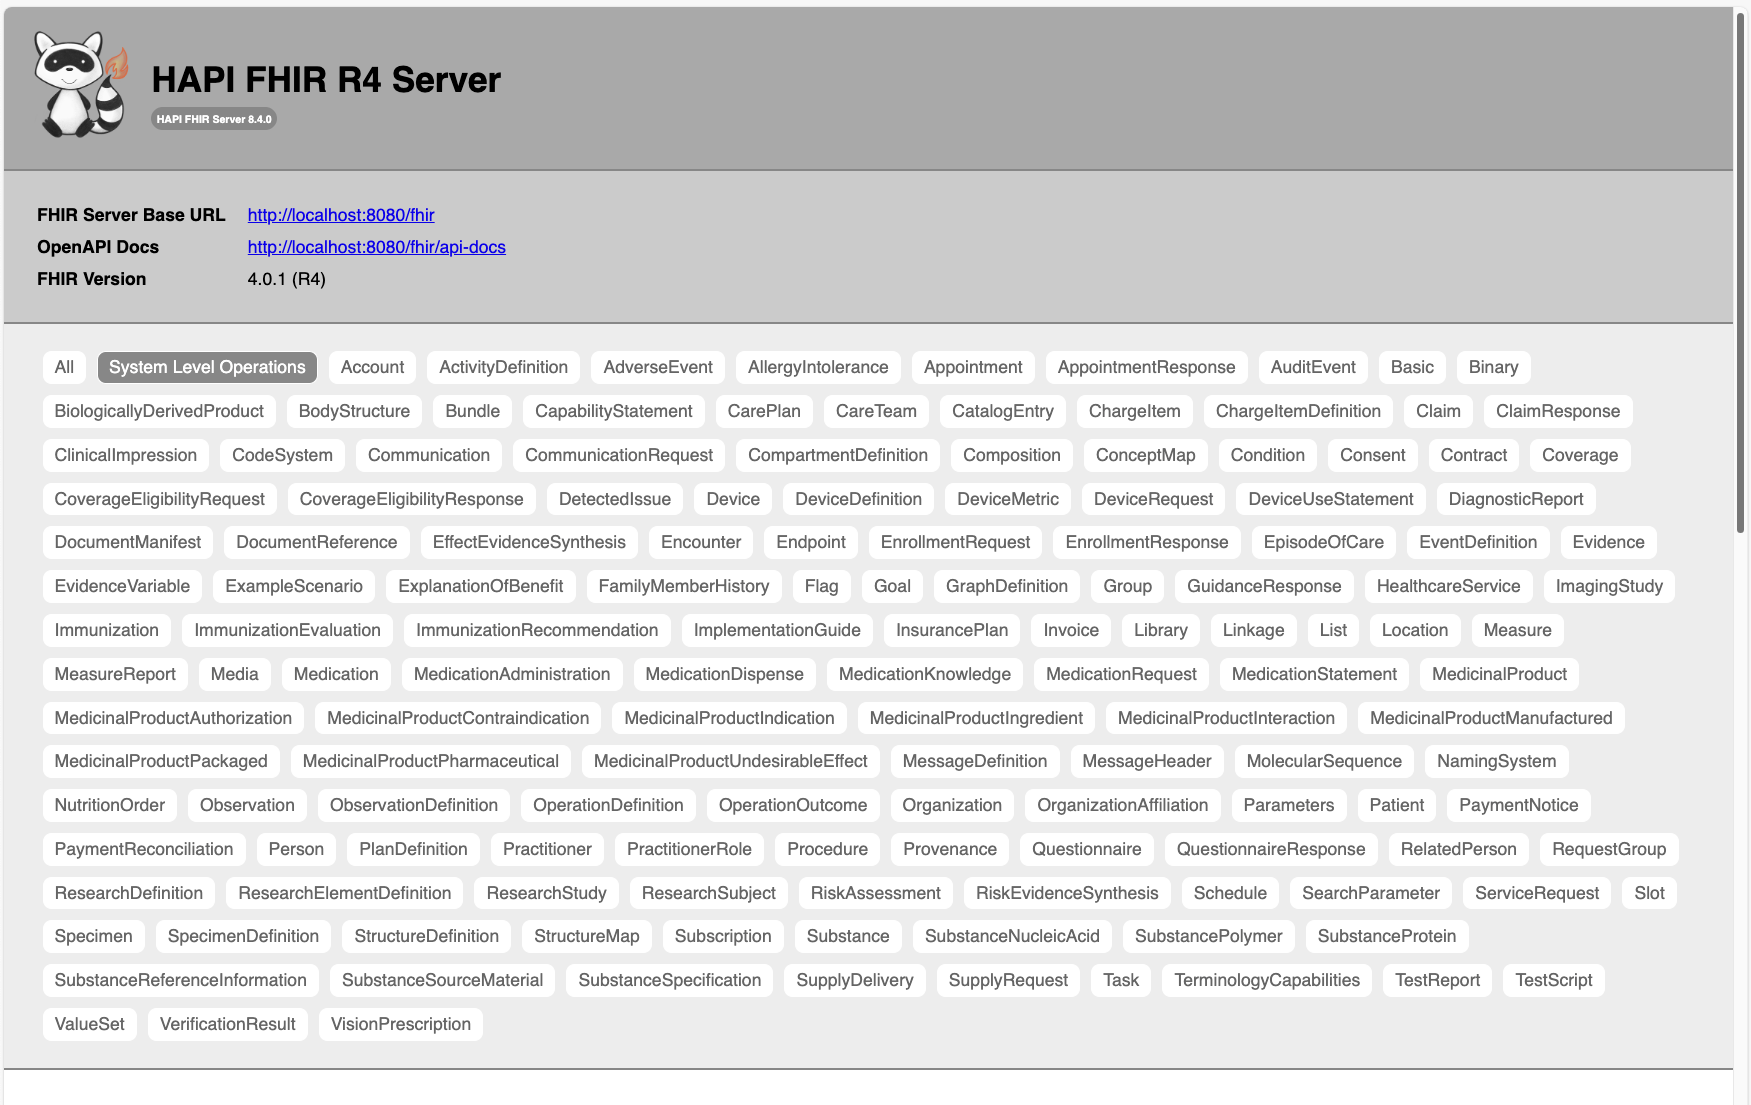 HAPI FHIR R4 Server
HAPI FHIR Server 8.4.0
FHIR Server Base URL http://localhost:8080/fhir
OpenAPI Docs http://localhost:8080/fhir/api-docs
FHIR Version 4.0.1 (R4)
All System Level Operations Account ActivityDefinition AdverseEvent AllergyIntolerance Appointment AppointmentResponse AuditEvent Basic Binary
BiologicallyDerivedProduct BodyStructure Bundle CapabilityStatement CarePlan CareTeam CatalogEntry ChargeItem ChargeItemDefinition Claim ClaimResponse
ClinicalImpression CodeSystem Communication CommunicationRequest CompartmentDefinition Composition ConceptMap Condition Consent Contract Coverage
CoverageEligibilityRequest CoverageEligibilityResponse DetectedIssue Device DeviceDefinition DeviceMetric DeviceRequest DeviceUseStatement DiagnosticReport
DocumentManifest DocumentReference EffectEvidenceSynthesis Encounter Endpoint EnrollmentRequest EnrollmentResponse EpisodeOfCare EventDefinition Evidence
EvidenceVariable ExampleScenario ExplanationOfBenefit FamilyMemberHistory Flag Goal GraphDefinition Group GuidanceResponse HealthcareService ImagingStudy
Immunization ImmunizationEvaluation ImmunizationRecommendation ImplementationGuide InsurancePlan Invoice Library Linkage List Location Measure
MeasureReport Media Medication MedicationAdministration MedicationDispense MedicationKnowledge MedicationRequest MedicationStatement MedicinalProduct
MedicinalProductAuthorization MedicinalProductContraindication MedicinalProductIndication MedicinalProductIngredient MedicinalProductInteraction MedicinalProductManufactured
MedicinalProductPackaged MedicinalProductPharmaceutical MedicinalProductUndesirableEffect MessageDefinition MessageHeader MolecularSequence NamingSystem
NutritionOrder Observation ObservationDefinition OperationDefinition OperationOutcome Organization OrganizationAffiliation Parameters Patient PaymentNotice
PaymentReconciliation Person PlanDefinition Practitioner PractitionerRole Procedure Provenance Questionnaire QuestionnaireResponse RelatedPerson RequestGroup
ResearchDefinition ResearchElementDefinition ResearchStudy ResearchSubject RiskAssessment RiskEvidenceSynthesis Schedule SearchParameter ServiceRequest Slot
Specimen SpecimenDefinition StructureDefinition StructureMap Subscription Substance SubstanceNucleicAcid SubstancePolymer SubstanceProtein
SubstanceReferenceInformation SubstanceSourceMaterial SubstanceSpecification SupplyDelivery SupplyRequest Task TerminologyCapabilities TestReport TestScript
ValueSet VerificationResult VisionPrescription